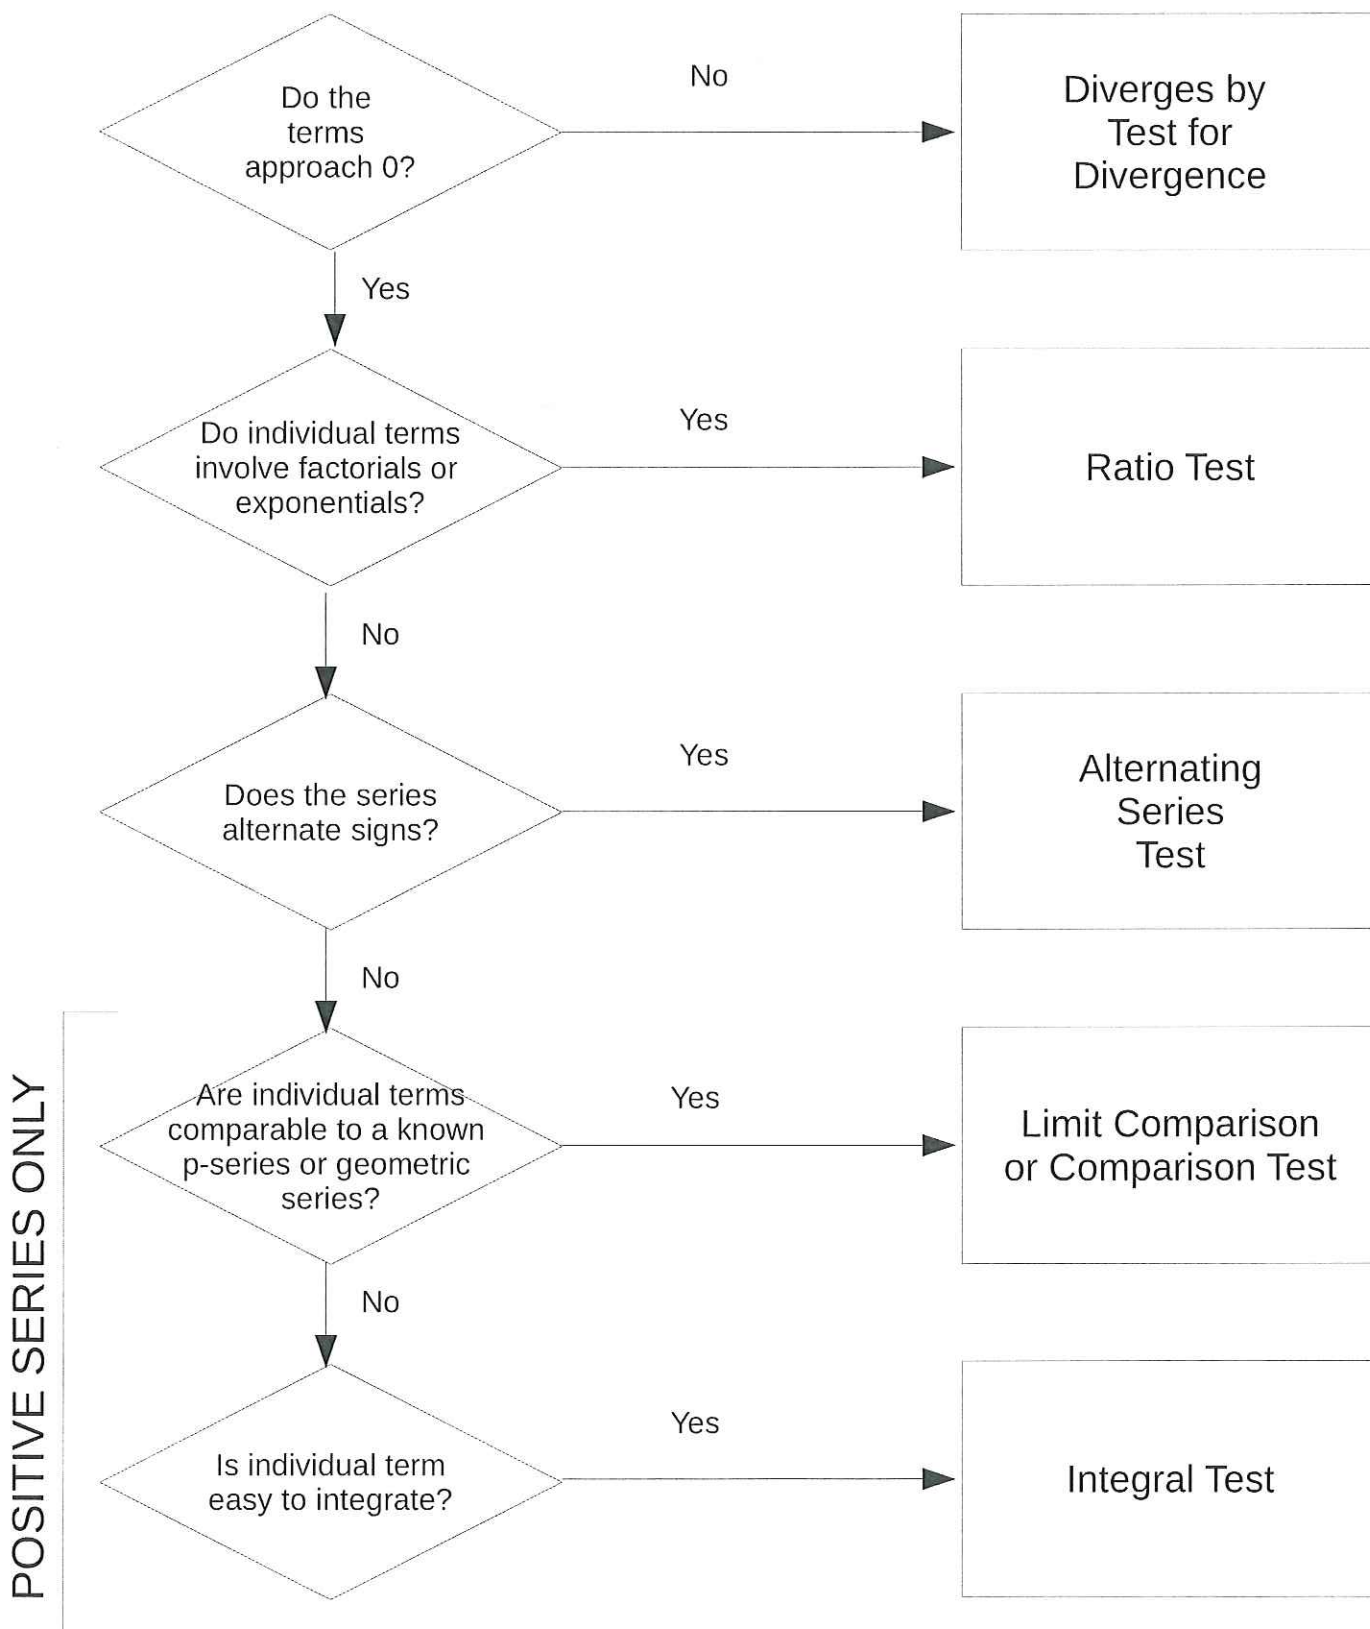 Do the
terms
approach 0?
No
Diverges by
Test for
Divergence
Yes
Do individual terms
involve factorials or
exponentials?
Yes
Ratio Test
No
Does the series
alternate signs?
Yes
Alternating
Series
Test
No
POSITIVE SERIES ONLY
Are individual terms
comparable to a known
p-series or geometric
series?
Yes
Limit Comparison
or Comparison Test
No
Is individual term
easy to integrate?
Yes
Integral Test